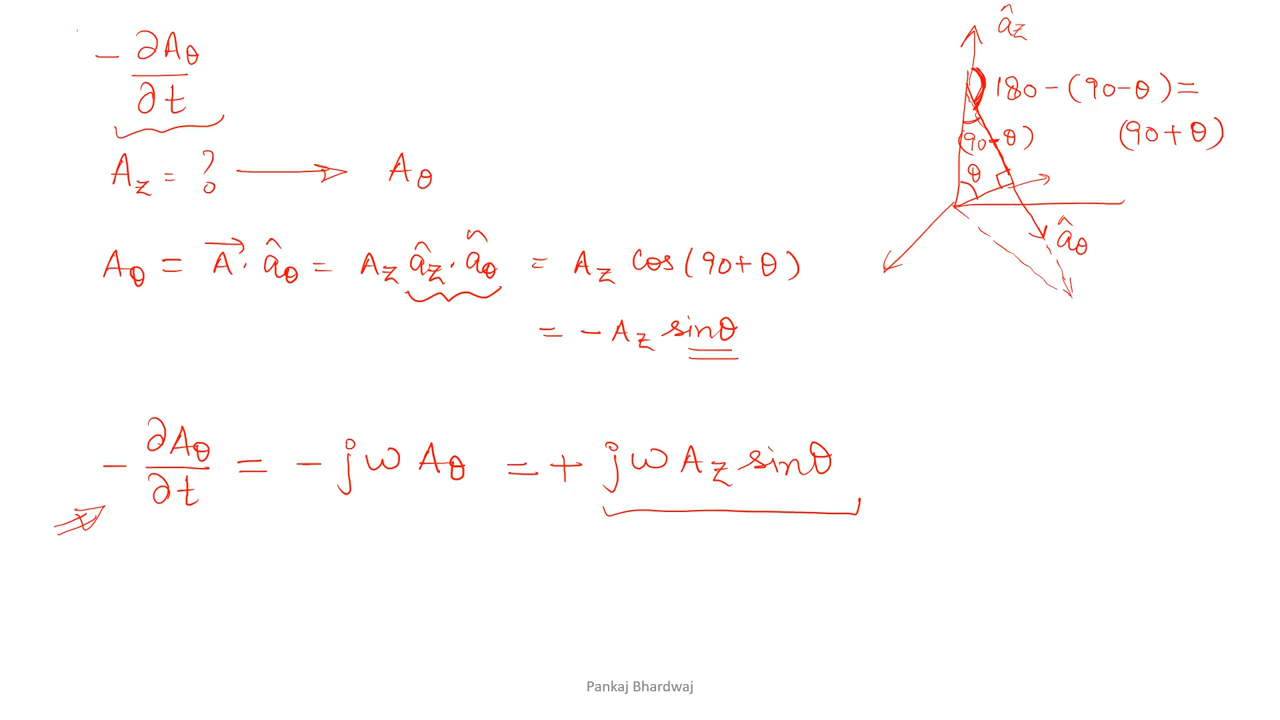 - ∂Aθ/∂t
Az = ? ⟶ Aθ
Aθ = A⃗ · âθ = Az âz · âθ = Az cos(90+θ)
= - Az sinθ
- ∂Aθ/∂t = - jω Aθ = + jω Az sinθ
âz
180 - (90-θ) =
(90+θ)
(90-θ)
θ
âθ
Pankaj Bhardwaj